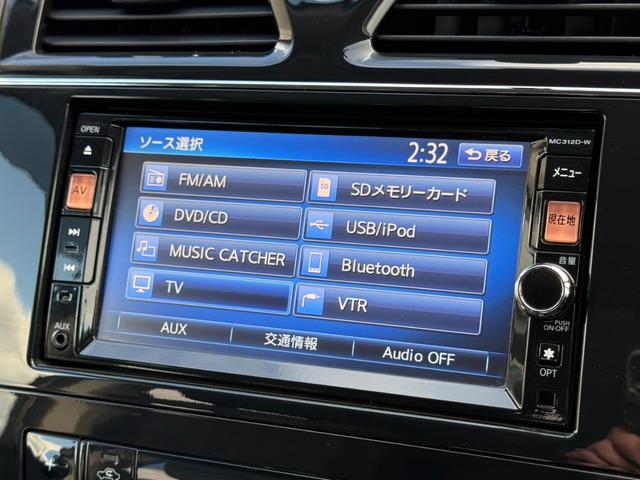 OPEN
MC312D-W
ソース選択
2:32
戻る
メニュー
AV
FM/AM
SDメモリーカード
現在地
DVD/CD
USB/iPod
MUSIC CATCHER
Bluetooth
音量
TV
VTR
AUX
AUX
交通情報
Audio OFF
PUSH
ON·OFF
OPT
SD